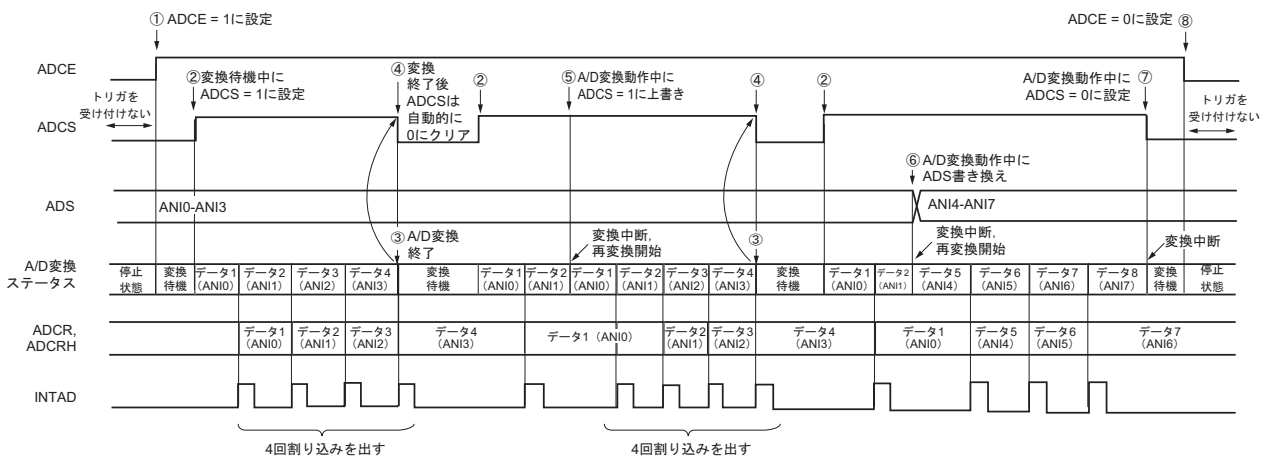 ① ADCE = 1に設定
ADCE = 0に設定 ⑧
ADCE
②変換待機中に
ADCS = 1に設定
④変換
終了後
ADCSは
自動的に
0にクリア
②
⑤A/D変換動作中に
ADCS = 1に上書き
④
②
A/D変換動作中に ⑦
ADCS = 0に設定
トリガを
受け付けない
トリガを
受け付けない
ADCS
⑥A/D変換動作中に
ADS書き換え
ADS
ANI0-ANI3
ANI4-ANI7
③A/D変換
終了
変換中断,
再変換開始
③
変換中断,
再変換開始
変換中断
A/D変換
ステータス
停止
状態
変換
待機
データ1
(ANI0)
データ2
(ANI1)
データ3
(ANI2)
データ4
(ANI3)
変換
待機
データ1
(ANI0)
データ2
(ANI1)
データ1
(ANI0)
データ2
(ANI1)
データ3
(ANI2)
データ4
(ANI3)
変換
待機
データ1
(ANI0)
データ2
(ANI1)
データ5
(ANI4)
データ6
(ANI5)
データ7
(ANI6)
データ8
(ANI7)
変換
待機
停止
状態
ADCR,
ADCRH
データ1
(ANI0)
データ2
(ANI1)
データ3
(ANI2)
データ4
(ANI3)
データ1 (ANI0)
データ2
(ANI1)
データ3
(ANI2)
データ4
(ANI3)
データ1
(ANI0)
データ5
(ANI4)
データ6
(ANI5)
データ7
(ANI6)
INTAD
4回割り込みを出す
4回割り込みを出す